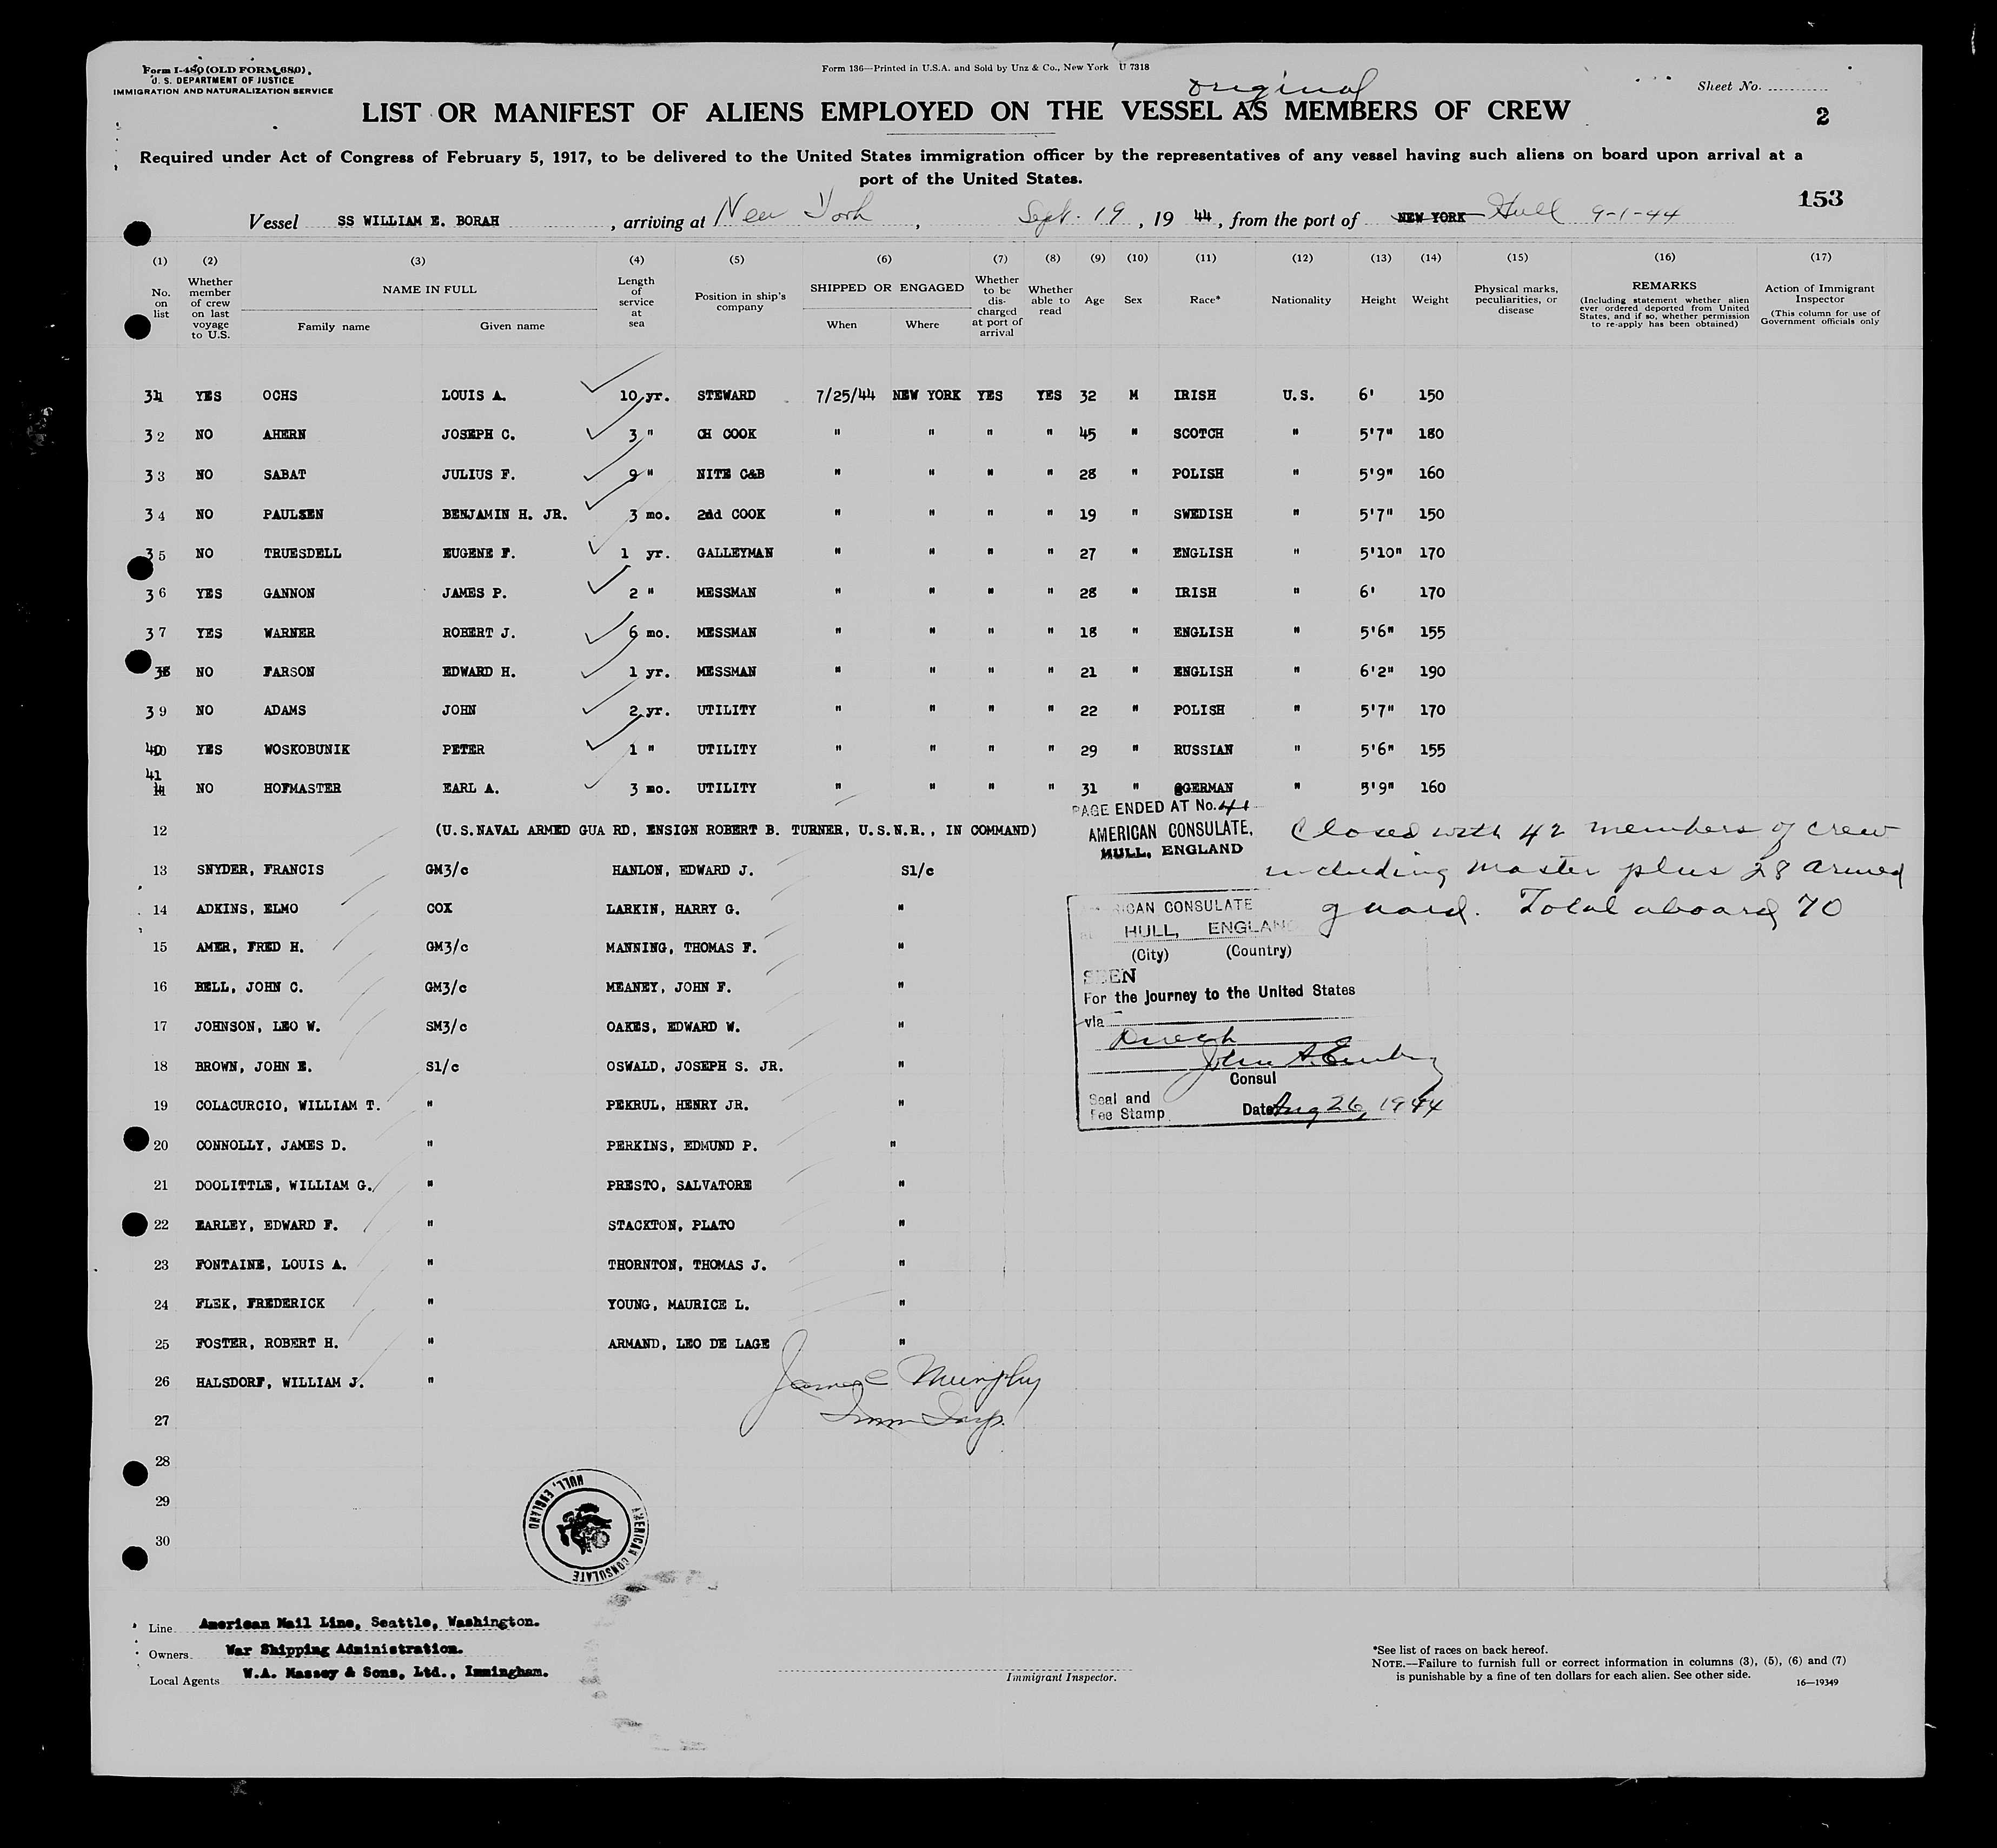 Form I-480 (OLD FORM 680)
U. S. DEPARTMENT OF JUSTICE
IMMIGRATION AND NATURALIZATION SERVICE
Form 136—Printed in U.S.A. and Sold by Unz & Co., New York U 7318
original
Sheet No.
LIST OR MANIFEST OF ALIENS EMPLOYED ON THE VESSEL AS MEMBERS OF CREW
2
Required under Act of Congress of February 5, 1917, to be delivered to the United States immigration officer by the representatives of any vessel having such aliens on board upon arrival at a
port of the United States.
153
Vessel SS WILLIAM E. BORAH, arriving at New York, Sept. 19, 1944, from the port of NEW YORK Hull 9-1-44
(1) (2) (3) (4) (5) (6) (7) (8) (9) (10) (11) (12) (13) (14) (15) (16) (17)
No. on list
Whether member of crew on last voyage to U.S.
NAME IN FULL
Family name Given name
Length of service at sea
Position in ship's company
SHIPPED OR ENGAGED
When Where
Whether to be discharged at port of arrival
Whether able to read
Age
Sex
Race*
Nationality
Height
Weight
Physical marks, peculiarities, or disease
REMARKS
(Including statement whether alien ever ordered deported from United States, and if so, whether permission to re-apply has been obtained)
Action of Immigrant Inspector
(This column for use of Government officials only
31 YES OCHS LOUIS A. 10 yr. STEWARD 7/25/44 NEW YORK YES YES 32 M IRISH U.S. 6' 150
32 NO AHERN JOSEPH C. 3 " CH COOK " " " " 45 " SCOTCH " 5'7" 180
33 NO SABAT JULIUS F. 9 " NITE C&B " " " " 28 " POLISH " 5'9" 160
34 NO PAULSEN BENJAMIN H. JR. 3 mo. 2nd COOK " " " " 19 " SWEDISH " 5'7" 150
35 NO TRUESDELL EUGENE F. 1 yr. GALLEYMAN " " " " 27 " ENGLISH " 5'10" 170
36 YES GANNON JAMES P. 2 " MESSMAN " " " " 28 " IRISH " 6' 170
37 YES WARNER ROBERT J. 6 mo. MESSMAN " " " " 18 " ENGLISH " 5'6" 155
38 NO FARSON EDWARD H. 1 yr. MESSMAN " " " " 21 " ENGLISH " 6'2" 190
39 NO ADAMS JOHN 2 yr. UTILITY " " " " 22 " POLISH " 5'7" 170
40 YES WOSKOBUNIK PETER 1 " UTILITY " " " " 29 " RUSSIAN " 5'6" 155
41 NO HOFMASTER EARL A. 3 mo. UTILITY " " " " 31 " GERMAN " 5'9" 160
PAGE ENDED AT No. 41
AMERICAN CONSULATE,
HULL, ENGLAND
12 (U.S.NAVAL ARMED GUA RD, ENSIGN ROBERT B. TURNER, U.S.N.R., IN COMMAND)
Closed with 42 members of crew
including master plus 28 armed
guard. Total aboard 70
13 SNYDER, FRANCIS GM3/c HANLON, EDWARD J. S1/c
14 ADKINS, ELMO COX LARKIN, HARRY G. "
15 AMER, FRED H. GM3/c MANNING, THOMAS F. "
16 BELL, JOHN C. GM3/c MEANEY, JOHN F. "
17 JOHNSON, LEO W. SM3/c OAKES, EDWARD W. "
18 BROWN, JOHN E. S1/c OSWALD, JOSEPH S. JR. "
19 COLACURCIO, WILLIAM T. " PEKRUL, HENRY JR. "
20 CONNOLLY, JAMES D. " PERKINS, EDMUND P. "
21 DOOLITTLE, WILLIAM G. " PRESTO, SALVATORE "
22 EARLEY, EDWARD F. " STACKTON, PLATO "
23 FONTAINE, LOUIS A. " THORNTON, THOMAS J. "
24 FLEK, FREDERICK " YOUNG, MAURICE L. "
25 FOSTER, ROBERT H. " ARMAND, LEO DE LAGE "
26 HALSDORF, WILLIAM J. "
27
28
29
30
AMERICAN CONSULATE
HULL, ENGLAND
(City) (Country)
SEEN
For the journey to the United States
via
Direct
Consul
Seal and
Fee Stamp
Date Aug 26, 1944
James C Murphy
Imm Insp.
HULL, ENGLAND
AMERICAN CONSULATE
Line American Mail Line, Seattle, Washington.
Owners War Shipping Administration.
Local Agents W.A. Massey & Sons, Ltd., Immingham.
Immigrant Inspector.
*See list of races on back hereof.
NOTE.—Failure to furnish full or correct information in columns (3), (5), (6) and (7)
is punishable by a fine of ten dollars for each alien. See other side.
16—19349